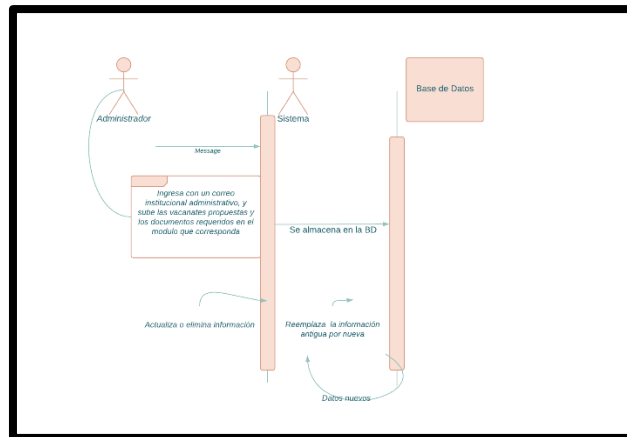 Administrador
Sistema
Base de Datos
Message
Ingresa con un correo
institucional administrativo, y
sube las vacanates propuestas y
los documentos requeridos en el
modulo que corresponda
Se almacena en la BD
Actualiza o elimina información
Reemplaza la información
antigua por nueva
Datos nuevos